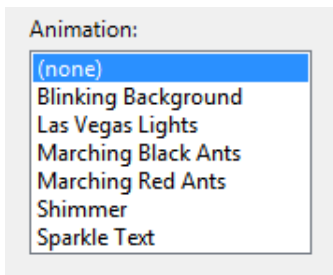 Animation:
(none)
Blinking Background
Las Vegas Lights
Marching Black Ants
Marching Red Ants
Shimmer
Sparkle Text